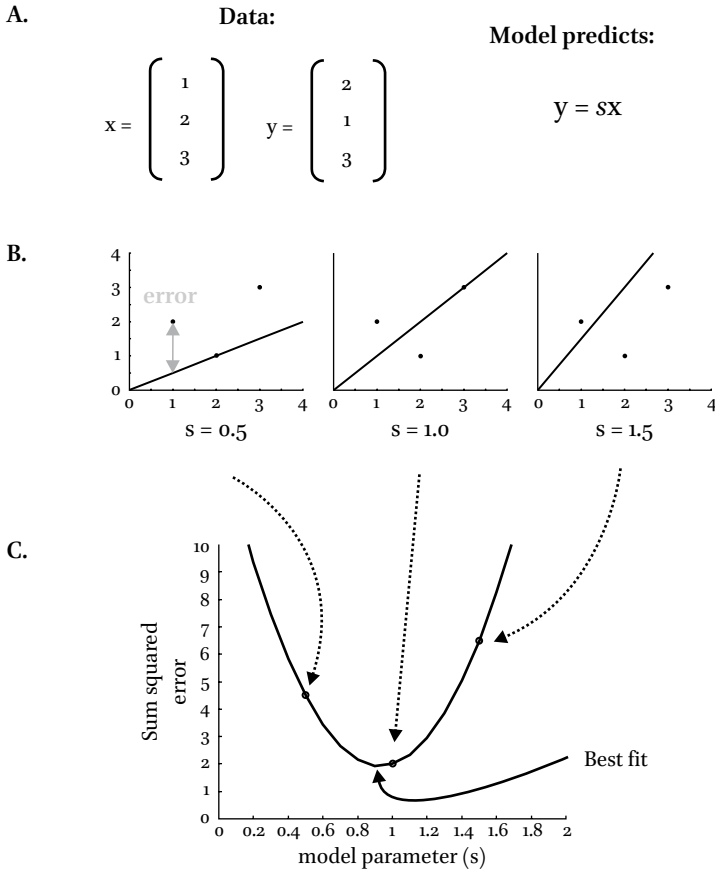 A.
Data:
Model predicts:
x =
1
2
3
y =
2
1
3
y = sx
B.
4
3
2
1
0
error
0 1 2 3 4
0 1 2 3 4
0 1 2 3 4
s = 0.5
s = 1.0
s = 1.5
C.
10
9
8
7
6
5
4
3
2
1
0
Sum squared
error
Best fit
0 0.2 0.4 0.6 0.8 1 1.2 1.4 1.6 1.8 2
model parameter (s)